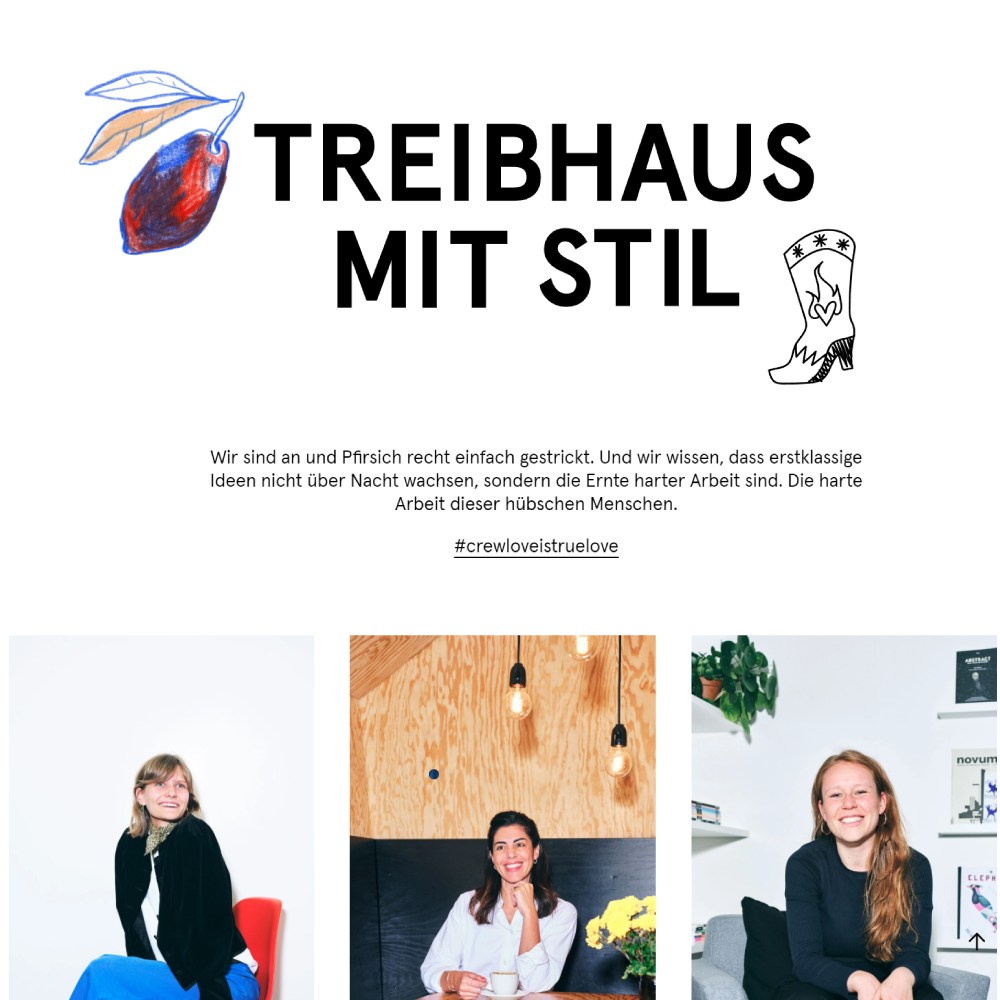 TREIBHAUS
MIT STIL
Wir sind an und Pfirsich recht einfach gestrickt. Und wir wissen, dass erstklassige
Ideen nicht über Nacht wachsen, sondern die Ernte harter Arbeit sind. Die harte
Arbeit dieser hübschen Menschen.
#crewloveistruelove
ABSTRACT
novum
ELEPH